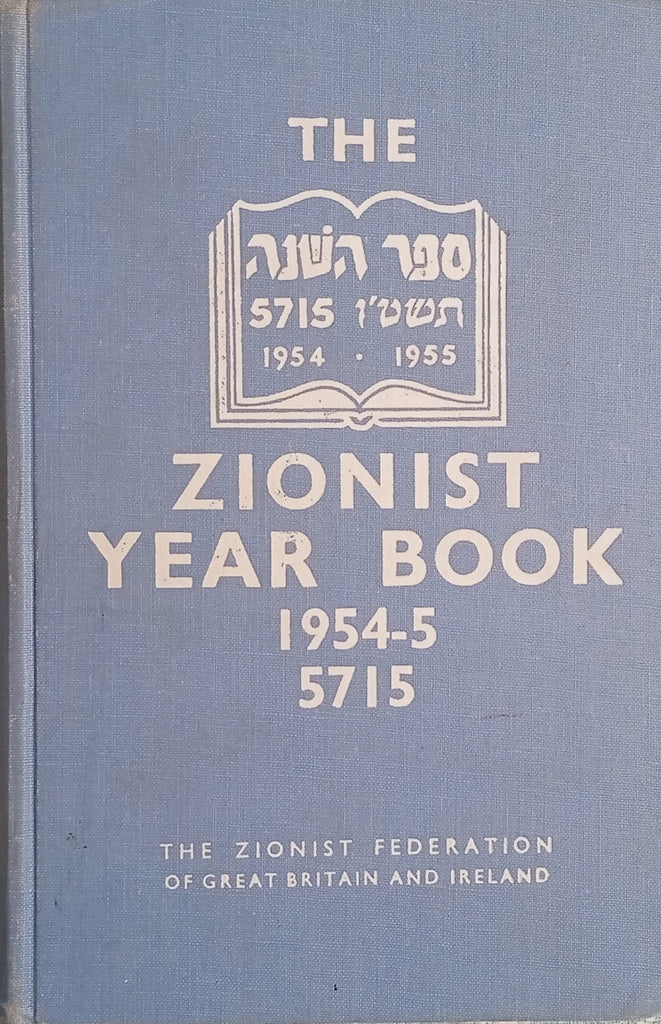 THE
ספר השנה
5715 תשט'ו
1954 · 1955
ZIONIST
YEAR BOOK
1954-5
5715
THE ZIONIST FEDERATION
OF GREAT BRITAIN AND IRELAND